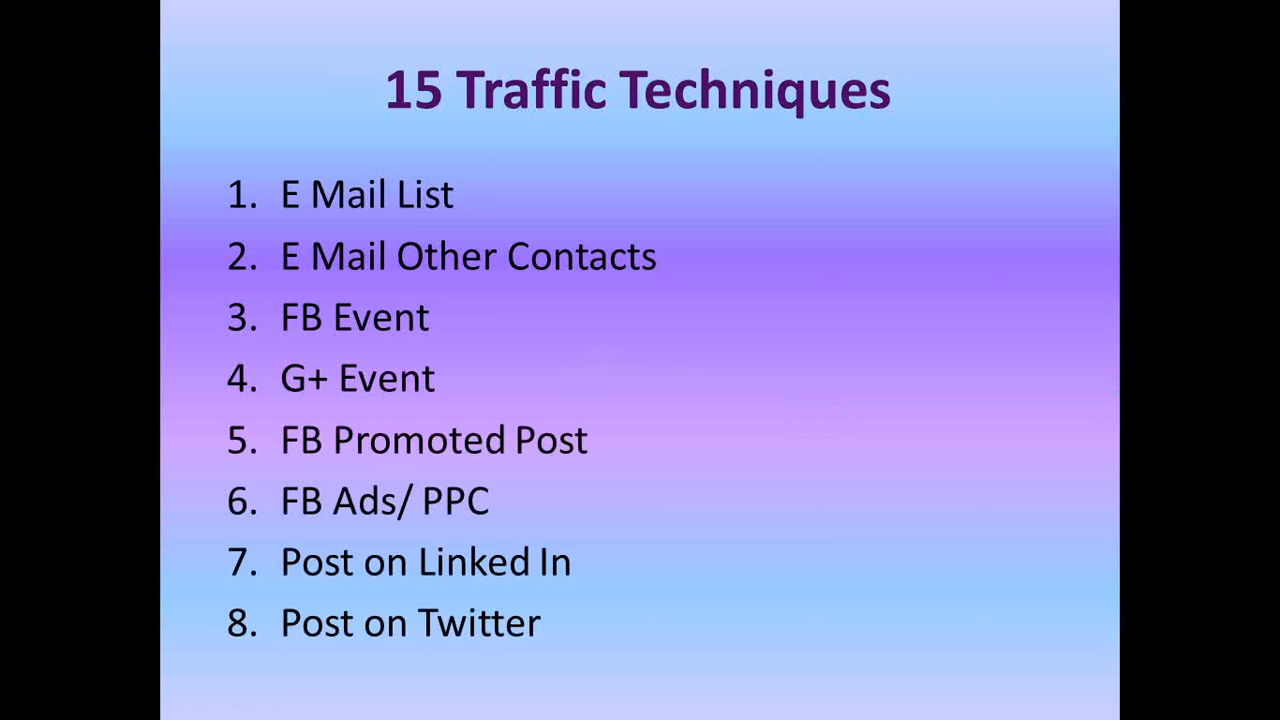 15 Traffic Techniques
1. E Mail List
2. E Mail Other Contacts
3. FB Event
4. G+ Event
5. FB Promoted Post
6. FB Ads/ PPC
7. Post on Linked In
8. Post on Twitter